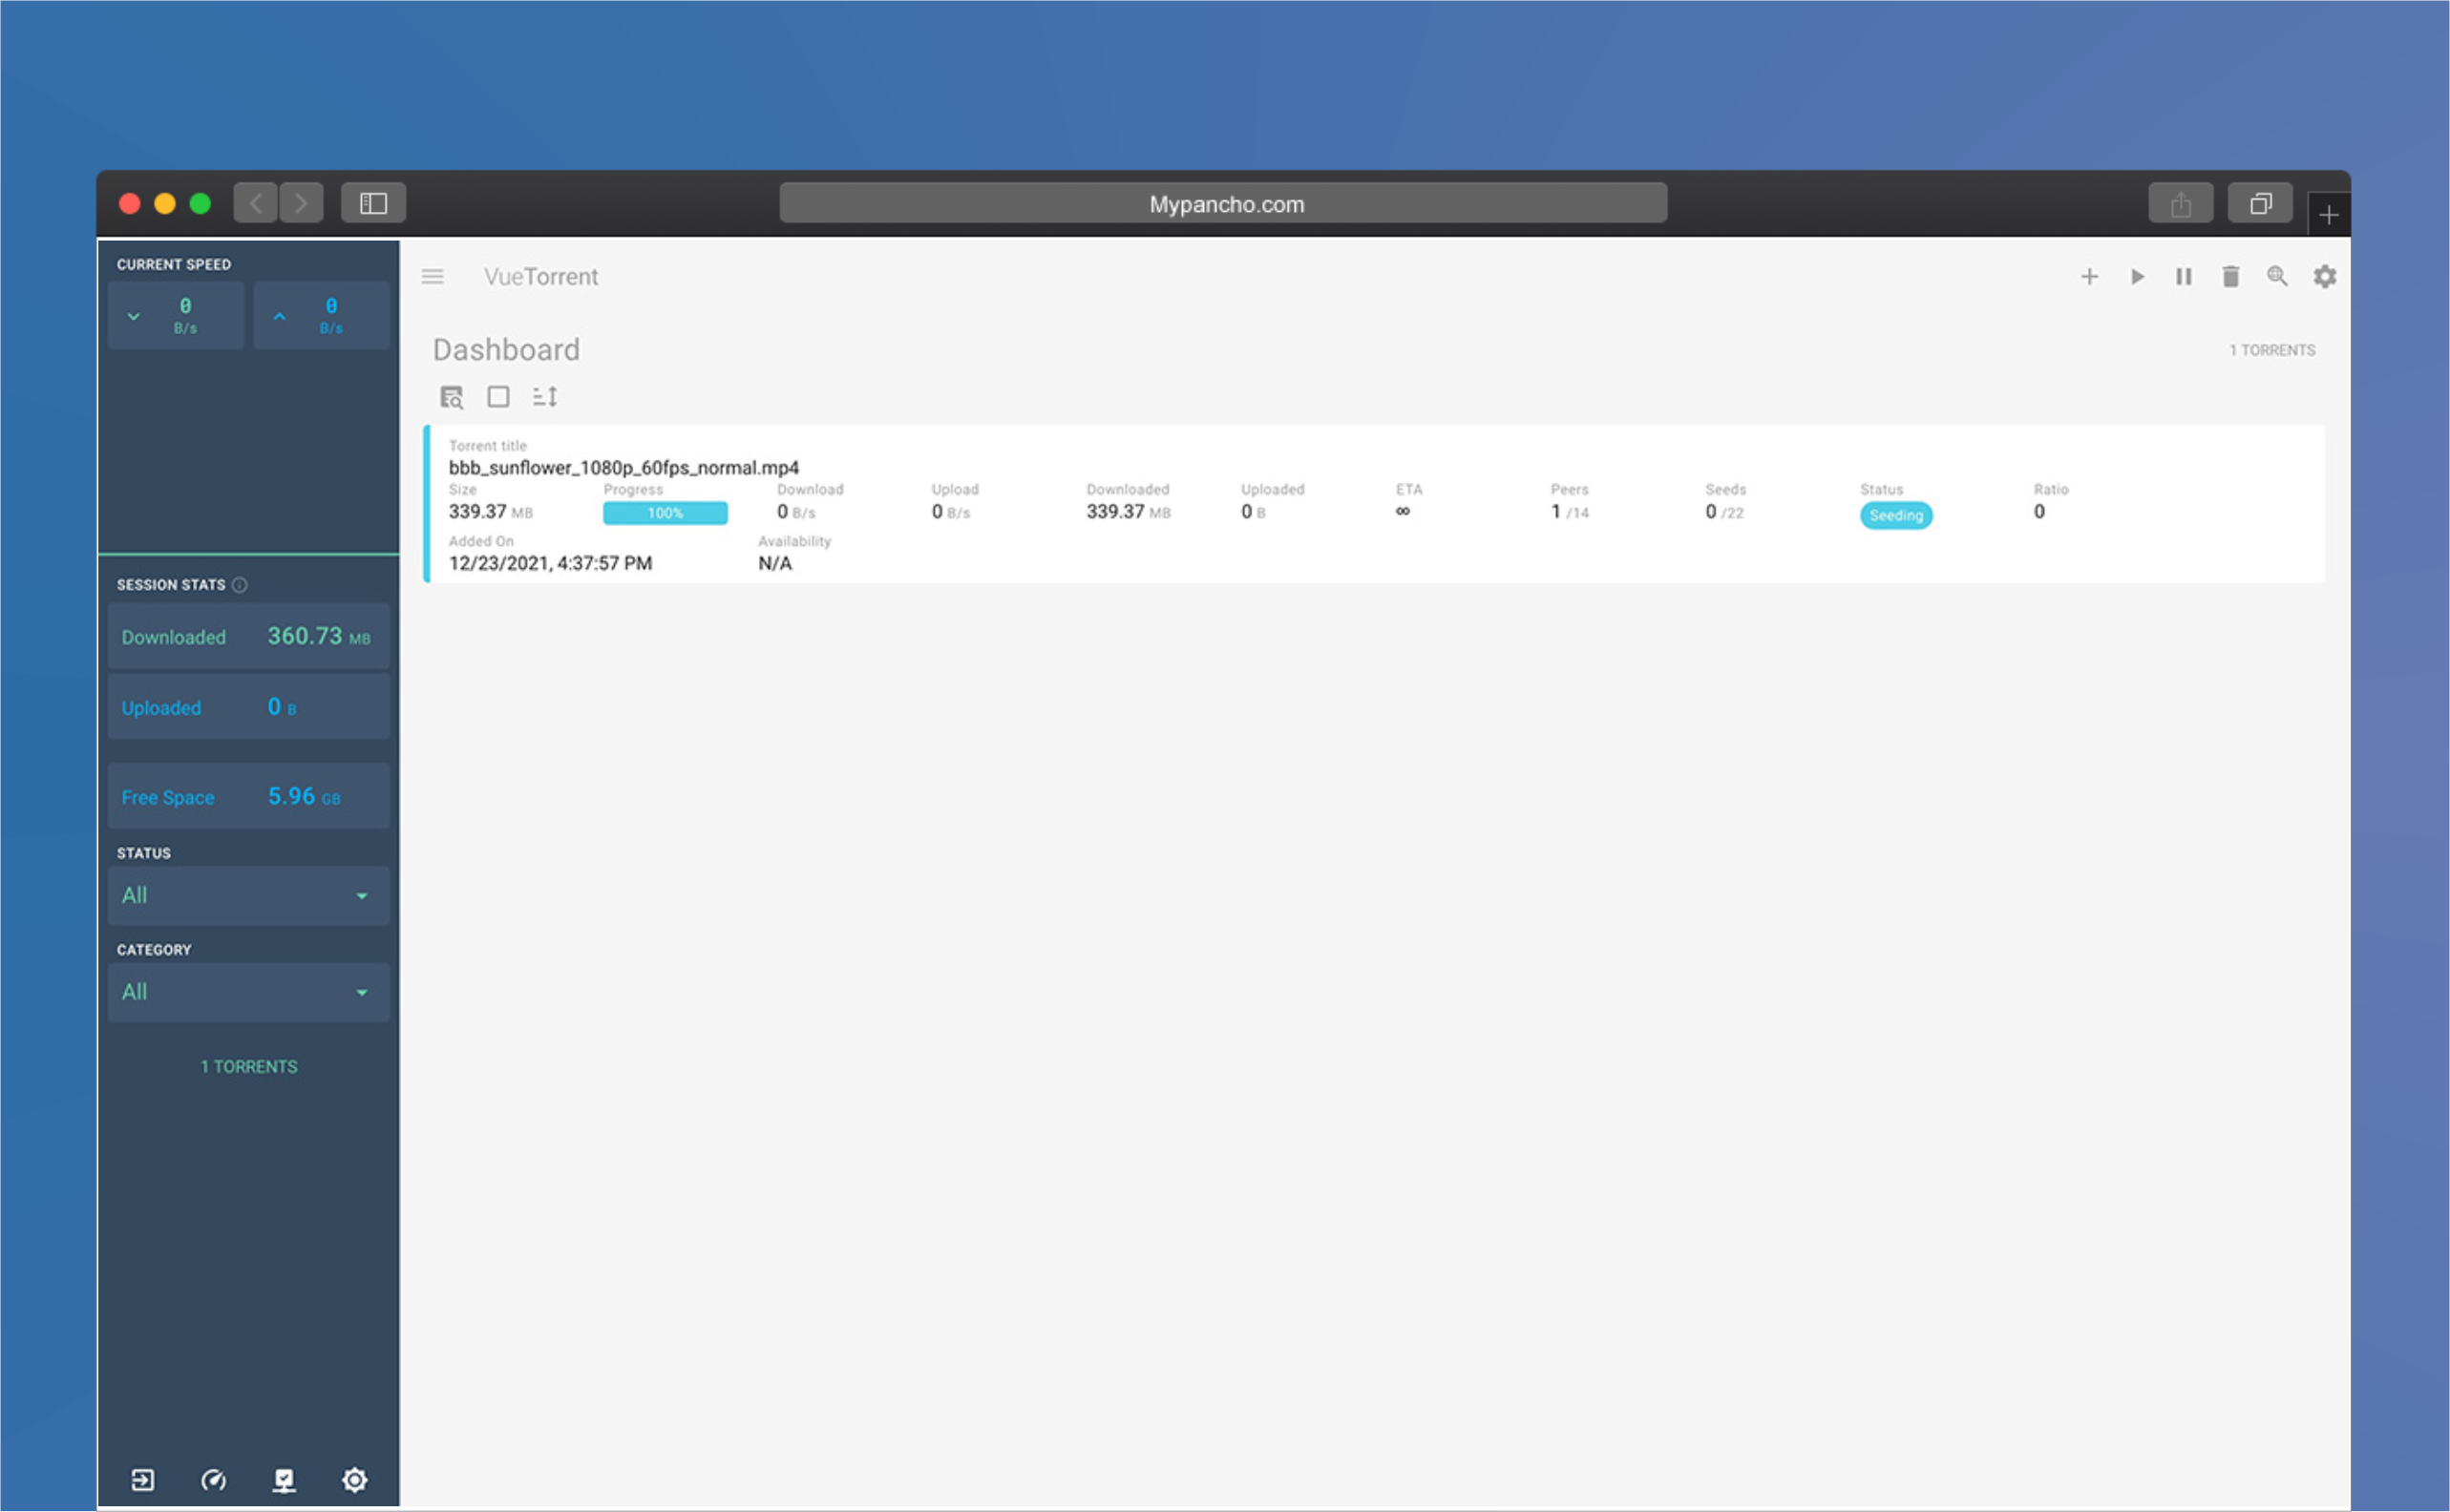 Mypancho.com
CURRENT SPEED
0 0
B/s B/s
SESSION STATS
Downloaded 360.73 MB
Uploaded 0 B
Free Space 5.96 GB
STATUS
All
CATEGORY
All
1 TORRENTS
VueTorrent
Dashboard 1 TORRENTS
Torrent title
bbb_sunflower_1080p_60fps_normal.mp4
Size Progress Download Upload Downloaded Uploaded ETA Peers Seeds Status Ratio
339.37 MB 100% 0 B/s 0 B/s 339.37 MB 0 B ∞ 1 /14 0 /22 Seeding 0
Added On Availability
12/23/2021, 4:37:57 PM N/A